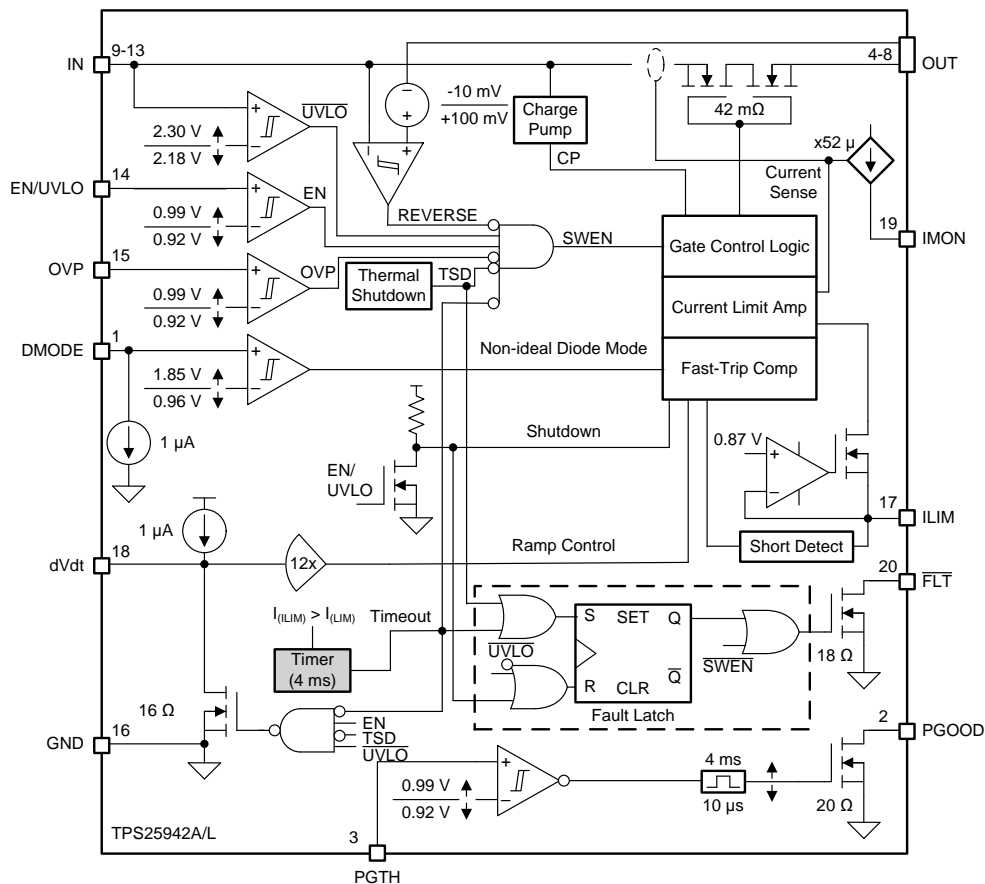 9-13
IN
4-8
OUT
-10 mV
+100 mV
Charge
Pump
CP
42 mΩ
x52 µ
Current
Sense
UVLO
2.30 V
2.18 V
14
EN/UVLO
EN
0.99 V
0.92 V
REVERSE
SWEN
Gate Control Logic
19
IMON
15
OVP
OVP
0.99 V
0.92 V
Thermal
Shutdown
TSD
Current Limit Amp
1
DMODE
1.85 V
0.96 V
Non-ideal Diode Mode
Fast-Trip Comp
1 µA
Shutdown
EN/
UVLO
0.87 V
17
ILIM
Short Detect
1 µA
18
dVdt
12x
Ramp Control
20
FLT
I(ILIM) > I(LIM)
Timeout
Timer
(4 ms)
UVLO
S SET Q
Q
R CLR
SWEN
Fault Latch
18 Ω
16 Ω
16
GND
EN
TSD
UVLO
2
PGOOD
0.99 V
0.92 V
4 ms
10 µs
20 Ω
TPS25942A/L
3
PGTH